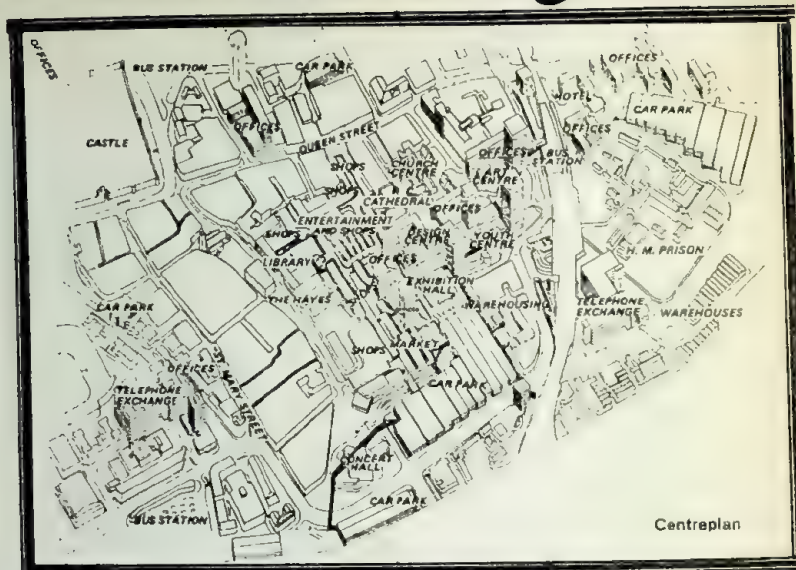 OFFICES
BUS STATION
CAR PARK
OFFICES
HOTEL
CAR PARK
CASTLE
OFFICES
QUEEN STREET
OFFICES
OFFICES
BUS
STATION
SHOPS
CHURCH
CENTRE
ART
CENTRE
SHOPS
R. C.
CATHEDRAL
OFFICES
ENTERTAINMENT
AND SHOPS
SHOPS
DESIGN
CENTRE
YOUTH
CENTRE
H. M. PRISON
LIBRARY
OFFICES
EXHIBITION
HALL
THE HAYES
WAREHOUSING
TELEPHONE
EXCHANGE
WAREHOUSES
CAR PARK
SHOPS
MARKET
OFFICES
CAR PARK
ST MARY STREET
TELEPHONE
EXCHANGE
CONCERT
HALL
CAR PARK
BUS STATION
Centreplan